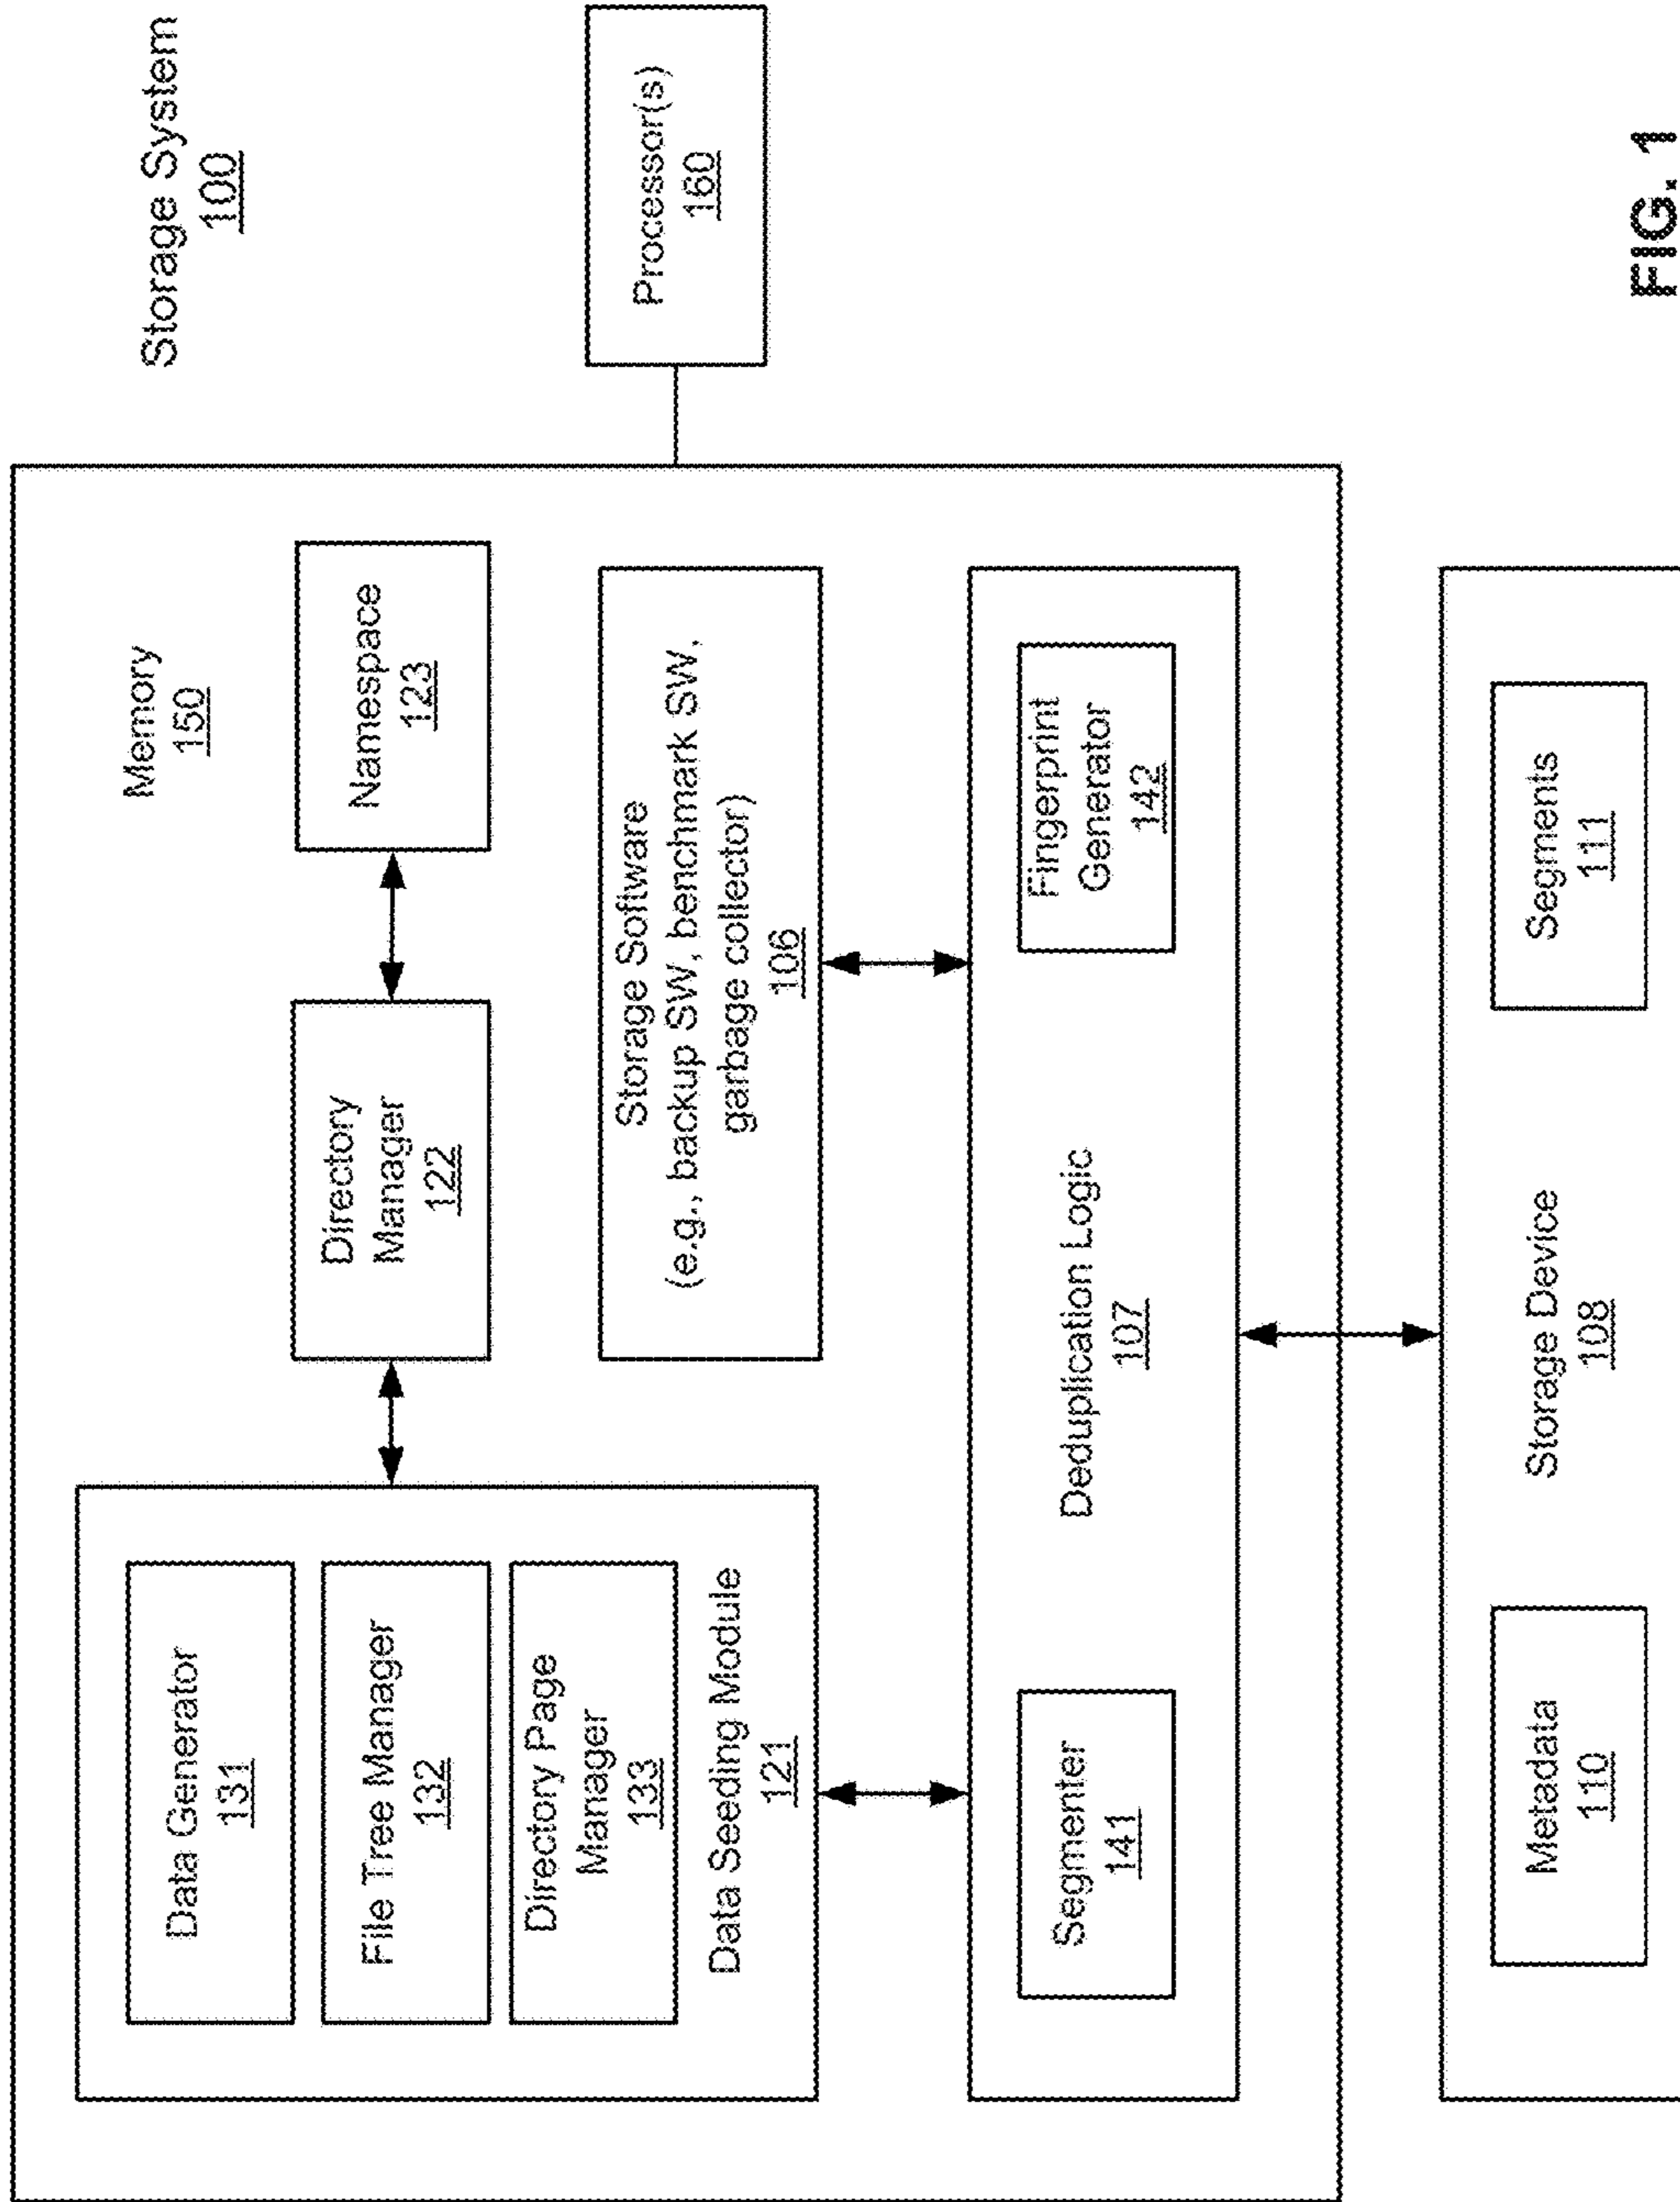 Storage System
100
Memory
150
Data Generator
131
File Tree Manager
132
Directory Page
Manager
133
Data Seeding Module
121
Directory
Manager
122
Namespace
123
Storage Software
(e.g., backup SW, benchmark SW,
garbage collector)
106
Processor(s)
160
Segmenter
141
Deduplication Logic
107
Fingerprint
Generator
142
Metadata
110
Storage Device
108
Segments
111
FIG. 1